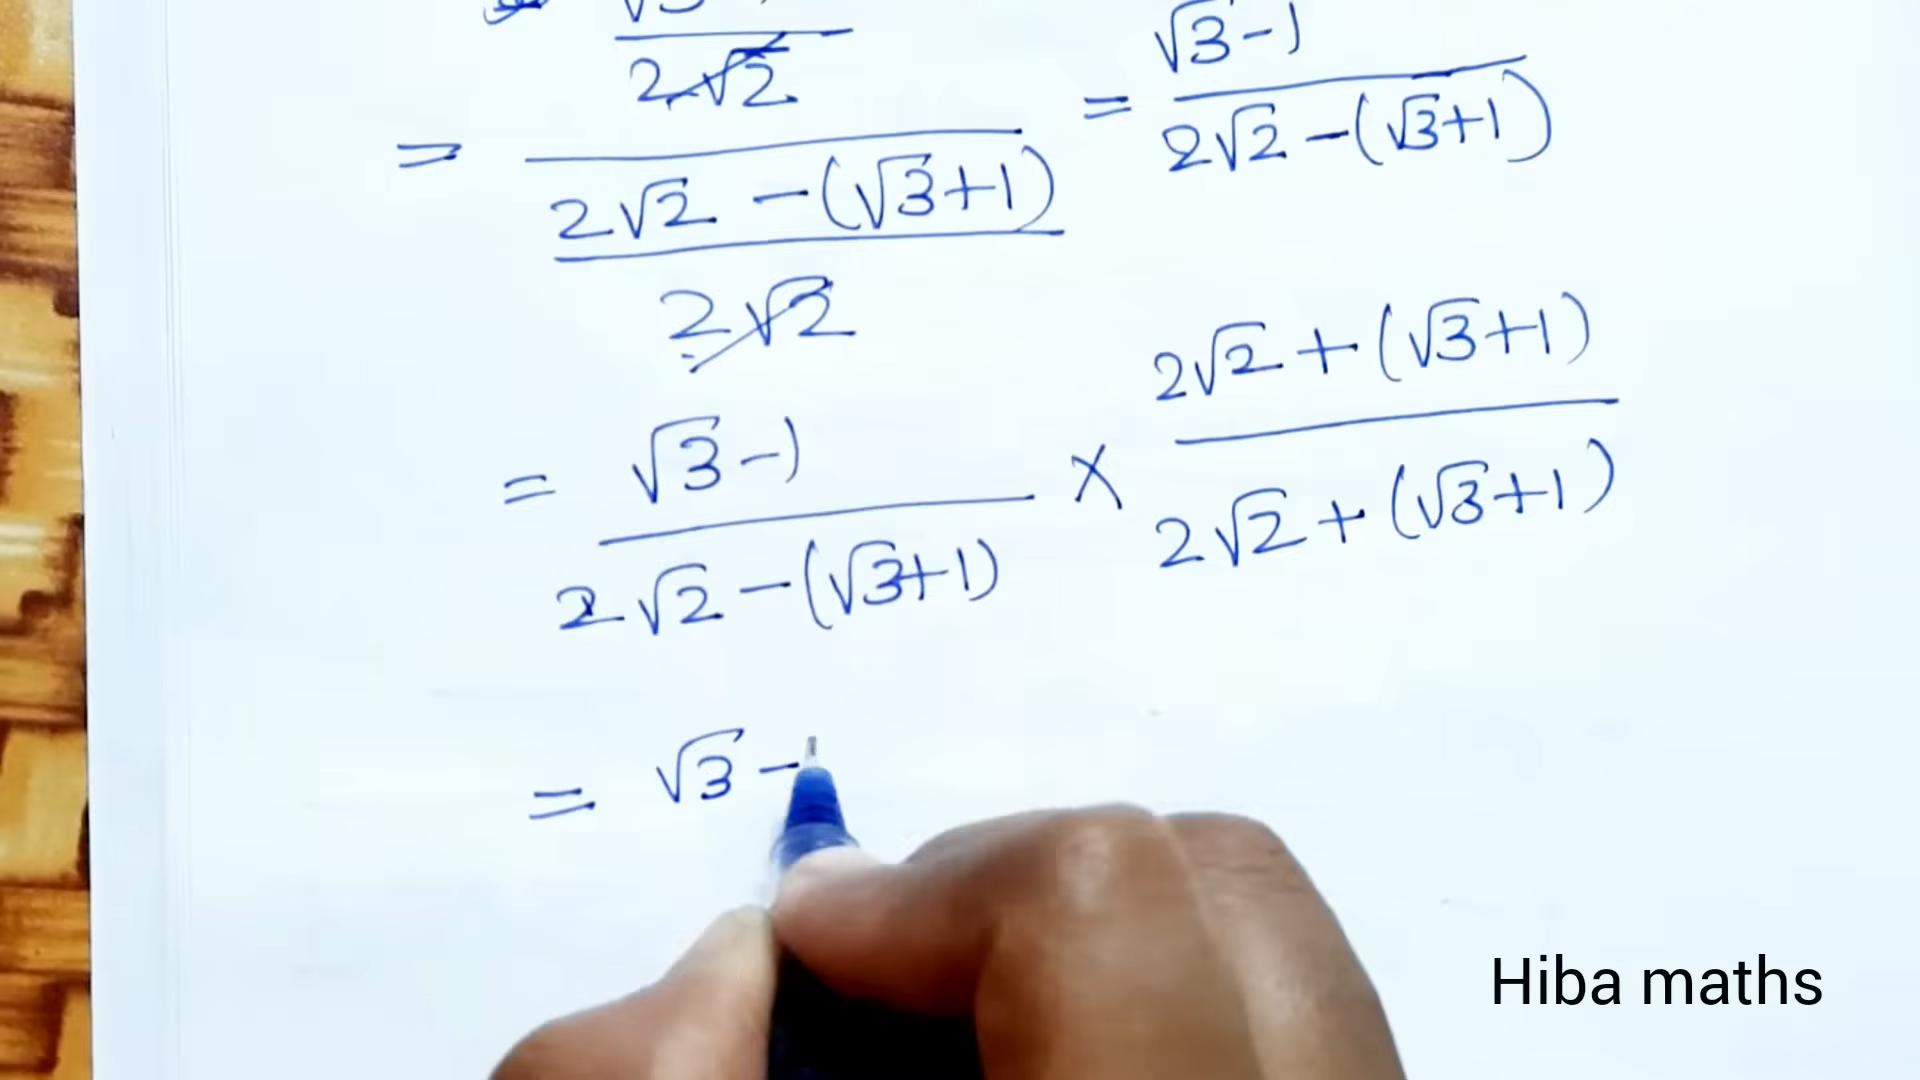 √3
2√2
= 2√2 - (√3+1)
2√2
= √3-1
2√2 - (√3+1)
= √3-1 × 2√2 + (√3+1)
2√2 - (√3+1) 2√2 + (√3+1)
= √3 -
Hiba maths